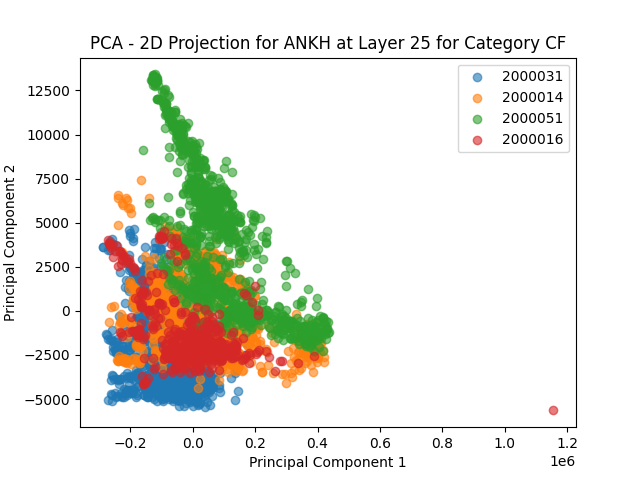 PCA - 2D Projection for ANKH at Layer 25 for Category CF
2000031
2000014
2000051
2000016
12500
10000
7500
5000
2500
0
−2500
−5000
Principal Component 2
−0.2 0.0 0.2 0.4 0.6 0.8 1.0 1.2
1e6
Principal Component 1